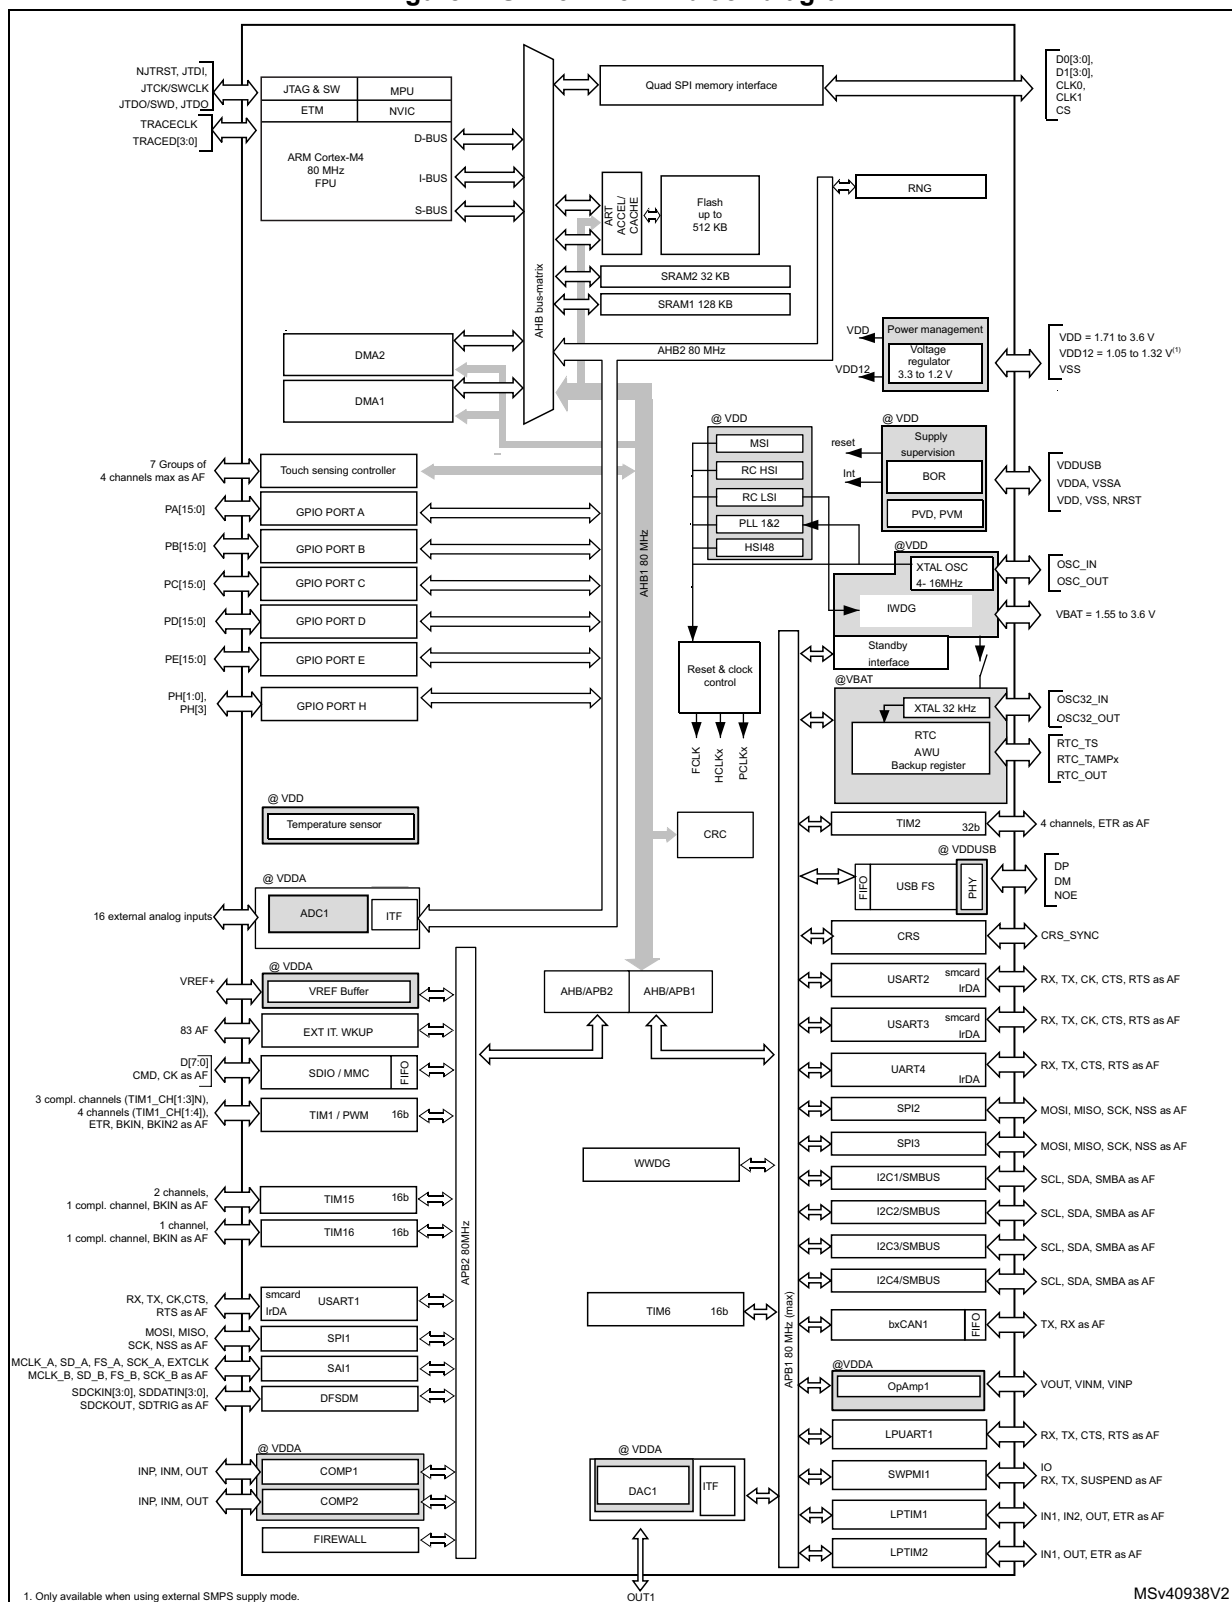 NJTRST, JTDI,
JTCK/SWCLK
JTDO/SWD, JTDO
TRACECLK
TRACED[3:0]
JTAG & SW
MPU
ETM
NVIC
ARM Cortex-M4
80 MHz
FPU
D-BUS
I-BUS
S-BUS
AHB bus-matrix
Quad SPI memory interface
D0[3:0],
D1[3:0],
CLK0,
CLK1
CS
ART
ACCEL/
CACHE
Flash
up to
512 KB
RNG
SRAM2 32 KB
SRAM1 128 KB
AHB2 80 MHz
DMA2
DMA1
VDD
VDD12
Power management
Voltage
regulator
3.3 to 1.2 V
VDD = 1.71 to 3.6 V
VDD12 = 1.05 to 1.32 V(1)
VSS
@ VDD
MSI
RC HSI
RC LSI
PLL 1&2
HSI48
@ VDD
reset
Int
Supply
supervision
BOR
PVD, PVM
VDDUSB
VDDA, VSSA
VDD, VSS, NRST
7 Groups of
4 channels max as AF
Touch sensing controller
PA[15:0]
GPIO PORT A
PB[15:0]
GPIO PORT B
PC[15:0]
GPIO PORT C
PD[15:0]
GPIO PORT D
PE[15:0]
GPIO PORT E
PH[1:0],
PH[3]
GPIO PORT H
AHB1 80 MHz
@VDD
XTAL OSC
4- 16MHz
IWDG
Standby
interface
OSC_IN
OSC_OUT
VBAT = 1.55 to 3.6 V
Reset & clock
control
FCLK
HCLKx
PCLKx
@VBAT
XTAL 32 kHz
RTC
AWU
Backup register
OSC32_IN
OSC32_OUT
RTC_TS
RTC_TAMPx
RTC_OUT
@ VDD
Temperature sensor
CRC
TIM2
32b
4 channels, ETR as AF
@ VDDUSB
FIFO
USB FS
PHY
DP
DM
NOE
@ VDDA
16 external analog inputs
ADC1
ITF
CRS
CRS_SYNC
@ VDDA
VREF+
VREF Buffer
83 AF
EXT IT. WKUP
D[7:0]
CMD, CK as AF
SDIO / MMC
FIFO
3 compl. channels (TIM1_CH[1:3]N),
4 channels (TIM1_CH[1:4]),
ETR, BKIN, BKIN2 as AF
TIM1 / PWM
16b
AHB/APB2
AHB/APB1
USART2
smcard
IrDA
RX, TX, CK, CTS, RTS as AF
USART3
smcard
IrDA
RX, TX, CK, CTS, RTS as AF
UART4
IrDA
RX, TX, CTS, RTS as AF
SPI2
MOSI, MISO, SCK, NSS as AF
SPI3
MOSI, MISO, SCK, NSS as AF
WWDG
2 channels,
1 compl. channel, BKIN as AF
TIM15
16b
1 channel,
1 compl. channel, BKIN as AF
TIM16
16b
APB2 80MHz
I2C1/SMBUS
SCL, SDA, SMBA as AF
I2C2/SMBUS
SCL, SDA, SMBA as AF
I2C3/SMBUS
SCL, SDA, SMBA as AF
I2C4/SMBUS
SCL, SDA, SMBA as AF
RX, TX, CK,CTS,
RTS as AF
smcard
IrDA
USART1
MOSI, MISO,
SCK, NSS as AF
SPI1
MCLK_A, SD_A, FS_A, SCK_A, EXTCLK
MCLK_B, SD_B, FS_B, SCK_B as AF
SAI1
SDCKIN[3:0], SDDATIN[3:0],
SDCKOUT, SDTRIG as AF
DFSDM
TIM6
16b
APB1 80 MHz (max)
bxCAN1
FIFO
TX, RX as AF
@VDDA
OpAmp1
VOUT, VINM, VINP
LPUART1
RX, TX, CTS, RTS as AF
SWPMI1
IO
RX, TX, SUSPEND as AF
LPTIM1
IN1, IN2, OUT, ETR as AF
LPTIM2
IN1, OUT, ETR as AF
@ VDDA
INP, INM, OUT
COMP1
INP, INM, OUT
COMP2
FIREWALL
@ VDDA
DAC1
ITF
OUT1
1. Only available when using external SMPS supply mode.
MSv40938V2